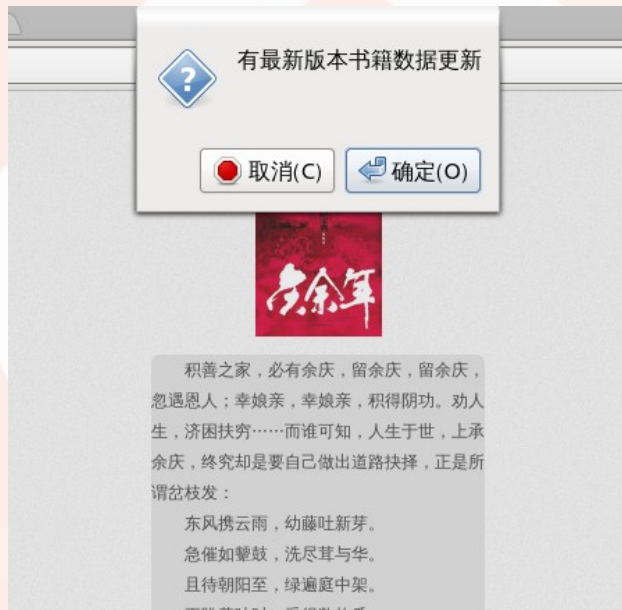 有最新版本书籍数据更新
取消(C) 确定(O)
庆余年
积善之家，必有余庆，留余庆，留余庆，
忽遇恩人；幸娘亲，幸娘亲，积得阴功。劝人
生，济困扶穷……而谁可知，人生于世，上承
余庆，终究却是要自己做出道路抉择，正是所
谓岔枝发：
东风携云雨，幼藤吐新芽。
急催如颦鼓，洗尽茸与华。
且待朝阳至，绿遍庭中架。